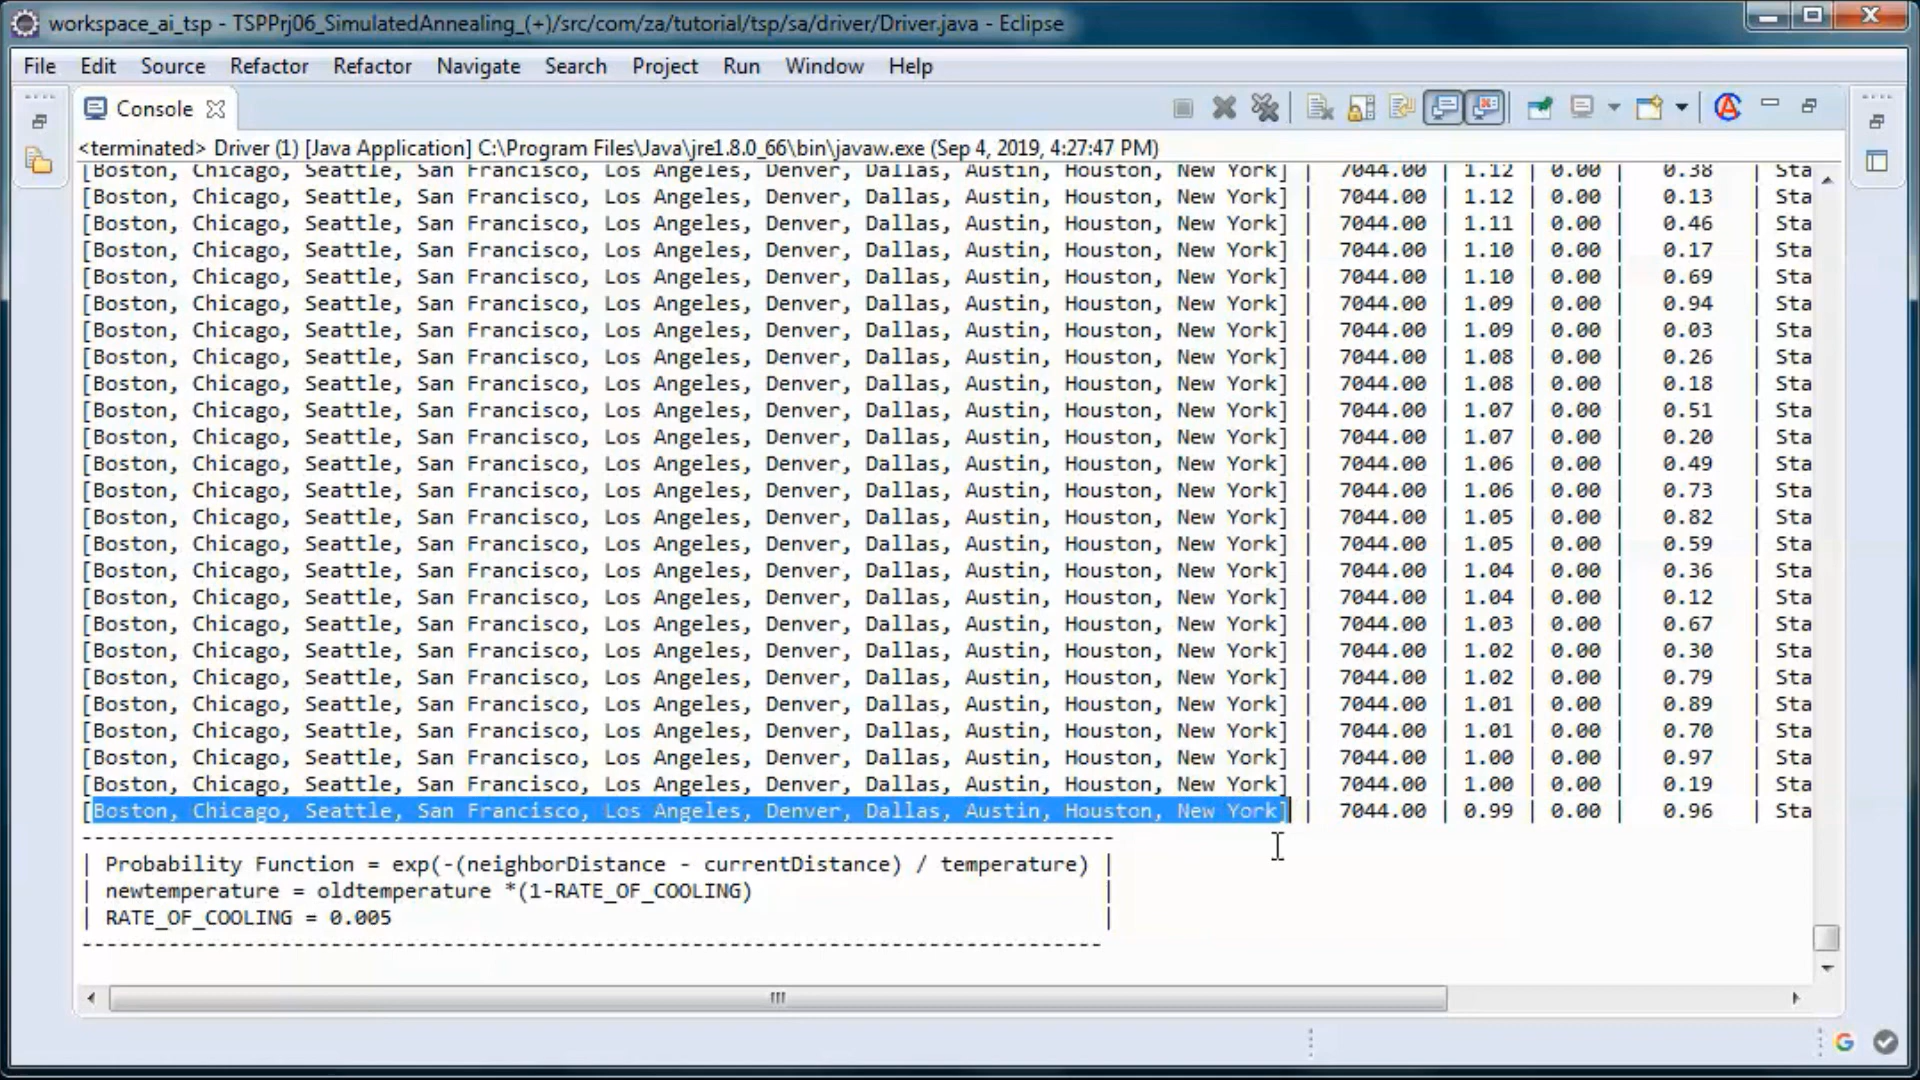 workspace_ai_tsp - TSPPrj06_SimulatedAnnealing_(+)/src/com/za/tutorial/tsp/sa/driver/Driver.java - Eclipse
File Edit Source Refactor Refactor Navigate Search Project Run Window Help
Console
<terminated> Driver (1) [Java Application] C:\Program Files\Java\jre1.8.0_66\bin\javaw.exe (Sep 4, 2019, 4:27:47 PM)
[Boston, Chicago, Seattle, San Francisco, Los Angeles, Denver, Dallas, Austin, Houston, New York] | 7044.00 | 1.12 | 0.00 | 0.38 | Sta
[Boston, Chicago, Seattle, San Francisco, Los Angeles, Denver, Dallas, Austin, Houston, New York] | 7044.00 | 1.12 | 0.00 | 0.13 | Sta
[Boston, Chicago, Seattle, San Francisco, Los Angeles, Denver, Dallas, Austin, Houston, New York] | 7044.00 | 1.11 | 0.00 | 0.46 | Sta
[Boston, Chicago, Seattle, San Francisco, Los Angeles, Denver, Dallas, Austin, Houston, New York] | 7044.00 | 1.10 | 0.00 | 0.17 | Sta
[Boston, Chicago, Seattle, San Francisco, Los Angeles, Denver, Dallas, Austin, Houston, New York] | 7044.00 | 1.10 | 0.00 | 0.69 | Sta
[Boston, Chicago, Seattle, San Francisco, Los Angeles, Denver, Dallas, Austin, Houston, New York] | 7044.00 | 1.09 | 0.00 | 0.94 | Sta
[Boston, Chicago, Seattle, San Francisco, Los Angeles, Denver, Dallas, Austin, Houston, New York] | 7044.00 | 1.09 | 0.00 | 0.03 | Sta
[Boston, Chicago, Seattle, San Francisco, Los Angeles, Denver, Dallas, Austin, Houston, New York] | 7044.00 | 1.08 | 0.00 | 0.26 | Sta
[Boston, Chicago, Seattle, San Francisco, Los Angeles, Denver, Dallas, Austin, Houston, New York] | 7044.00 | 1.08 | 0.00 | 0.18 | Sta
[Boston, Chicago, Seattle, San Francisco, Los Angeles, Denver, Dallas, Austin, Houston, New York] | 7044.00 | 1.07 | 0.00 | 0.51 | Sta
[Boston, Chicago, Seattle, San Francisco, Los Angeles, Denver, Dallas, Austin, Houston, New York] | 7044.00 | 1.07 | 0.00 | 0.20 | Sta
[Boston, Chicago, Seattle, San Francisco, Los Angeles, Denver, Dallas, Austin, Houston, New York] | 7044.00 | 1.06 | 0.00 | 0.49 | Sta
[Boston, Chicago, Seattle, San Francisco, Los Angeles, Denver, Dallas, Austin, Houston, New York] | 7044.00 | 1.06 | 0.00 | 0.73 | Sta
[Boston, Chicago, Seattle, San Francisco, Los Angeles, Denver, Dallas, Austin, Houston, New York] | 7044.00 | 1.05 | 0.00 | 0.82 | Sta
[Boston, Chicago, Seattle, San Francisco, Los Angeles, Denver, Dallas, Austin, Houston, New York] | 7044.00 | 1.05 | 0.00 | 0.59 | Sta
[Boston, Chicago, Seattle, San Francisco, Los Angeles, Denver, Dallas, Austin, Houston, New York] | 7044.00 | 1.04 | 0.00 | 0.36 | Sta
[Boston, Chicago, Seattle, San Francisco, Los Angeles, Denver, Dallas, Austin, Houston, New York] | 7044.00 | 1.04 | 0.00 | 0.12 | Sta
[Boston, Chicago, Seattle, San Francisco, Los Angeles, Denver, Dallas, Austin, Houston, New York] | 7044.00 | 1.03 | 0.00 | 0.67 | Sta
[Boston, Chicago, Seattle, San Francisco, Los Angeles, Denver, Dallas, Austin, Houston, New York] | 7044.00 | 1.02 | 0.00 | 0.30 | Sta
[Boston, Chicago, Seattle, San Francisco, Los Angeles, Denver, Dallas, Austin, Houston, New York] | 7044.00 | 1.02 | 0.00 | 0.79 | Sta
[Boston, Chicago, Seattle, San Francisco, Los Angeles, Denver, Dallas, Austin, Houston, New York] | 7044.00 | 1.01 | 0.00 | 0.89 | Sta
[Boston, Chicago, Seattle, San Francisco, Los Angeles, Denver, Dallas, Austin, Houston, New York] | 7044.00 | 1.01 | 0.00 | 0.70 | Sta
[Boston, Chicago, Seattle, San Francisco, Los Angeles, Denver, Dallas, Austin, Houston, New York] | 7044.00 | 1.00 | 0.00 | 0.97 | Sta
[Boston, Chicago, Seattle, San Francisco, Los Angeles, Denver, Dallas, Austin, Houston, New York] | 7044.00 | 1.00 | 0.00 | 0.19 | Sta
[Boston, Chicago, Seattle, San Francisco, Los Angeles, Denver, Dallas, Austin, Houston, New York] | 7044.00 | 0.99 | 0.00 | 0.96 | Sta
-----------------------------------------------------------------------------------
| Probability Function = exp(-(neighborDistance - currentDistance) / temperature) |
| newtemperature = oldtemperature *(1-RATE_OF_COOLING) |
| RATE_OF_COOLING = 0.005 |
----------------------------------------------------------------------------------